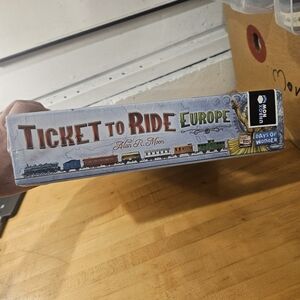 TICKET TO RIDE EUROPE
Alan R. Moon
DAYS OF
WONDER